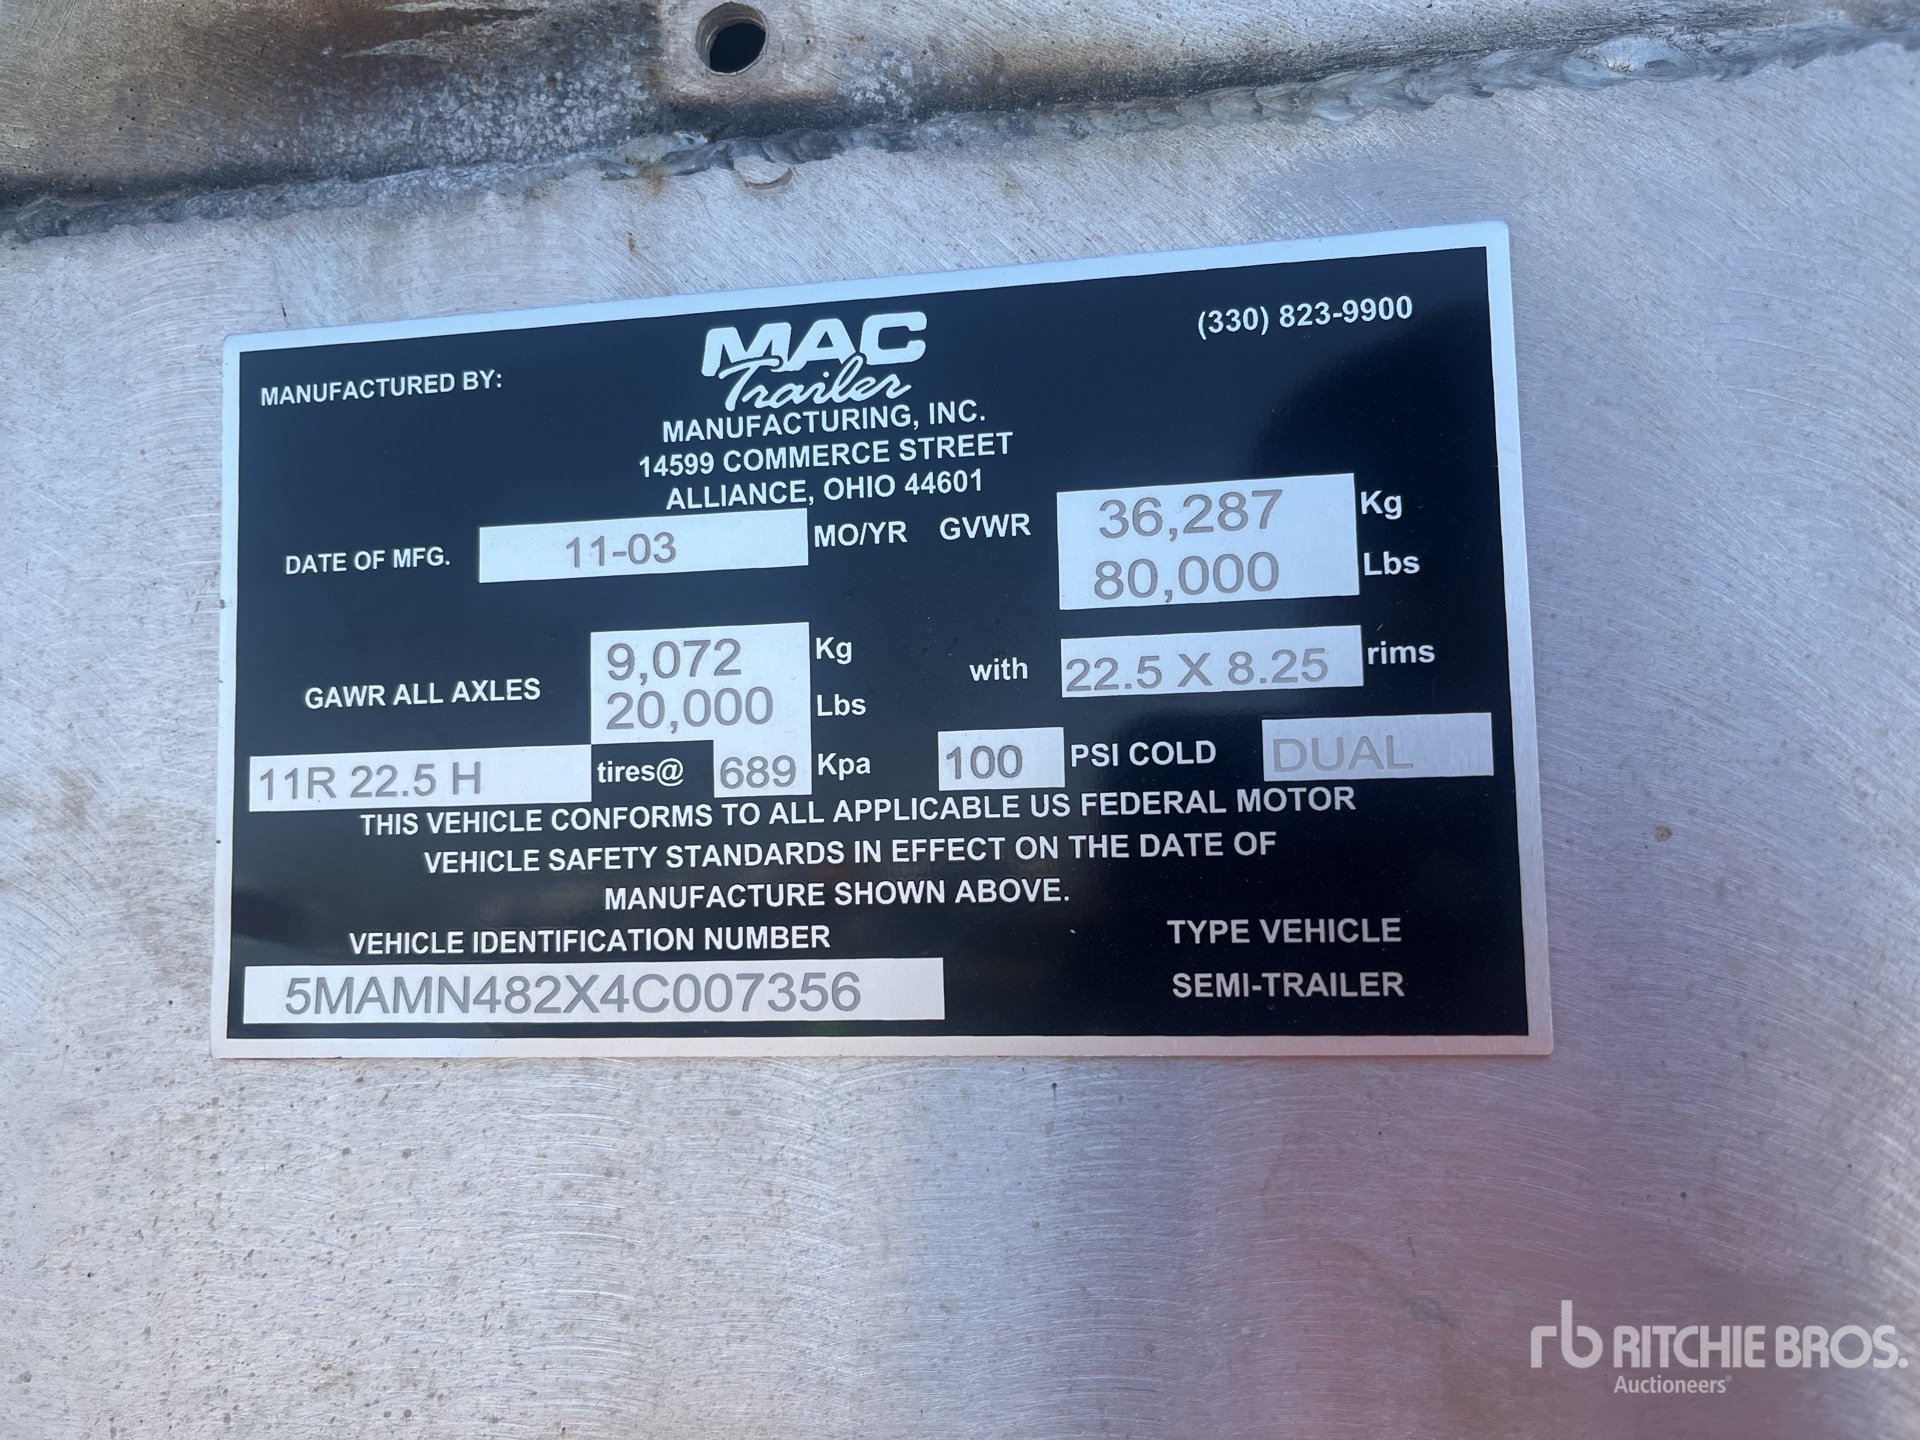 MAC
Trailer
(330) 823-9900
MANUFACTURED BY:
MANUFACTURING, INC.
14599 COMMERCE STREET
ALLIANCE, OHIO 44601
DATE OF MFG. 11-03 MO/YR GVWR 36,287 Kg
80,000 Lbs
GAWR ALL AXLES 9,072 Kg with 22.5 X 8.25 rims
20,000 Lbs
11R 22.5 H tires@ 689 Kpa 100 PSI COLD DUAL
THIS VEHICLE CONFORMS TO ALL APPLICABLE US FEDERAL MOTOR
VEHICLE SAFETY STANDARDS IN EFFECT ON THE DATE OF
MANUFACTURE SHOWN ABOVE.
VEHICLE IDENTIFICATION NUMBER TYPE VEHICLE
5MAMN482X4C007356 SEMI-TRAILER
rb RITCHIE BROS.
Auctioneers